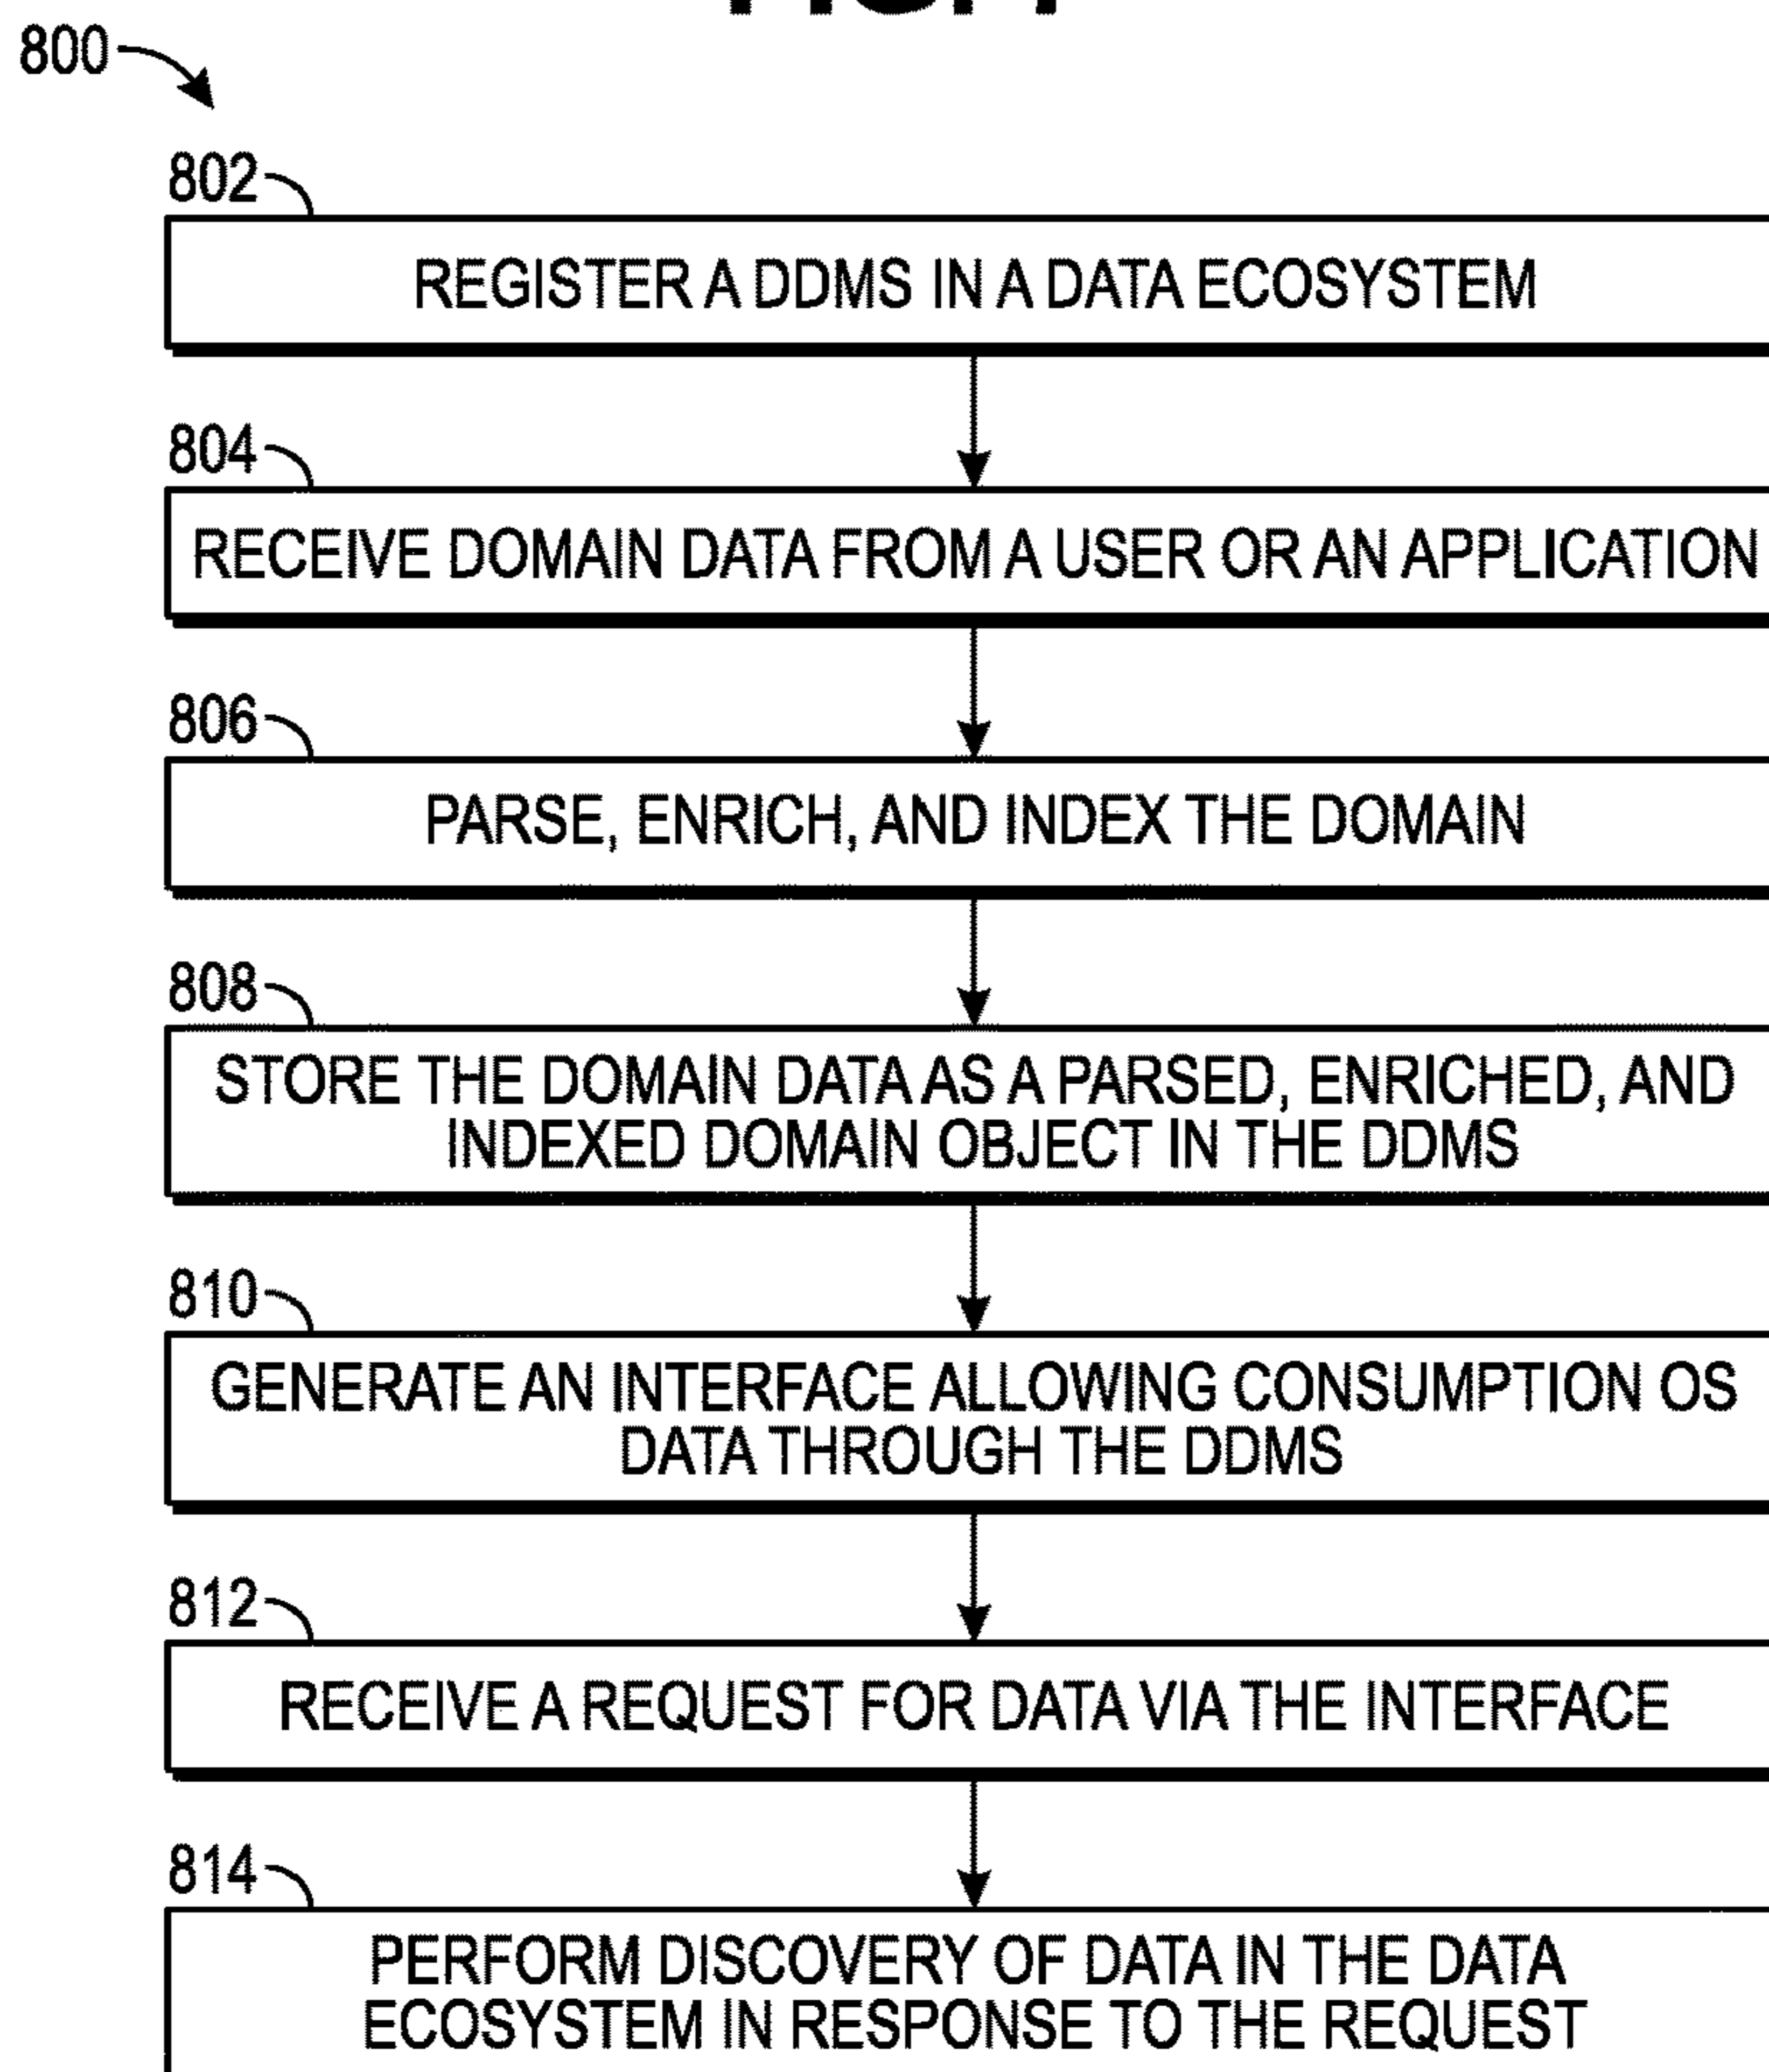 800
802
REGISTER A DDMS IN A DATA ECOSYSTEM
804
RECEIVE DOMAIN DATA FROM A USER OR AN APPLICATION
806
PARSE, ENRICH, AND INDEX THE DOMAIN
808
STORE THE DOMAIN DATA AS A PARSED, ENRICHED, AND
INDEXED DOMAIN OBJECT IN THE DDMS
810
GENERATE AN INTERFACE ALLOWING CONSUMPTION OS
DATA THROUGH THE DDMS
812
RECEIVE A REQUEST FOR DATA VIA THE INTERFACE
814
PERFORM DISCOVERY OF DATA IN THE DATA
ECOSYSTEM IN RESPONSE TO THE REQUEST